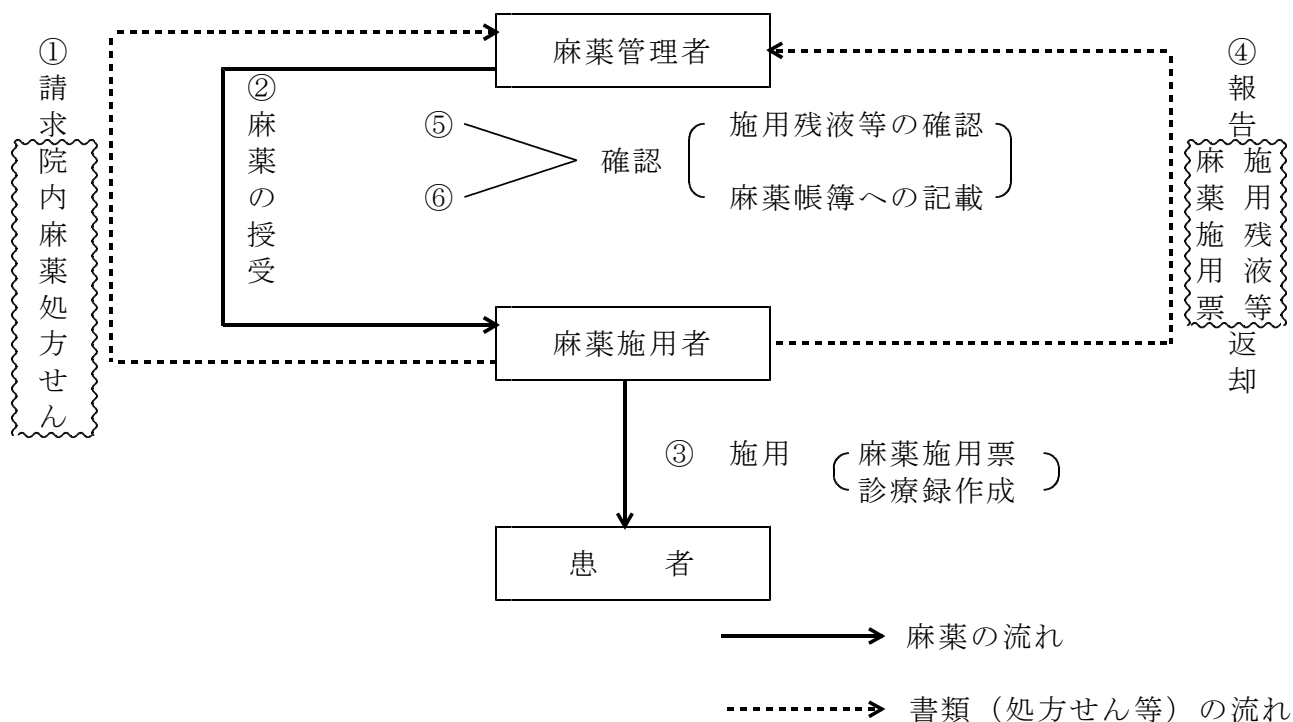 麻薬管理者
①請求
院内麻薬処方せん
②麻薬の授受
⑤
⑥
確認
施用残液等の確認
麻薬帳簿への記載
④報告
施用残液等
麻薬施用票
返却
麻薬施用者
③ 施用
麻薬施用票
診療録作成
患 者
麻薬の流れ
書類（処方せん等）の流れ